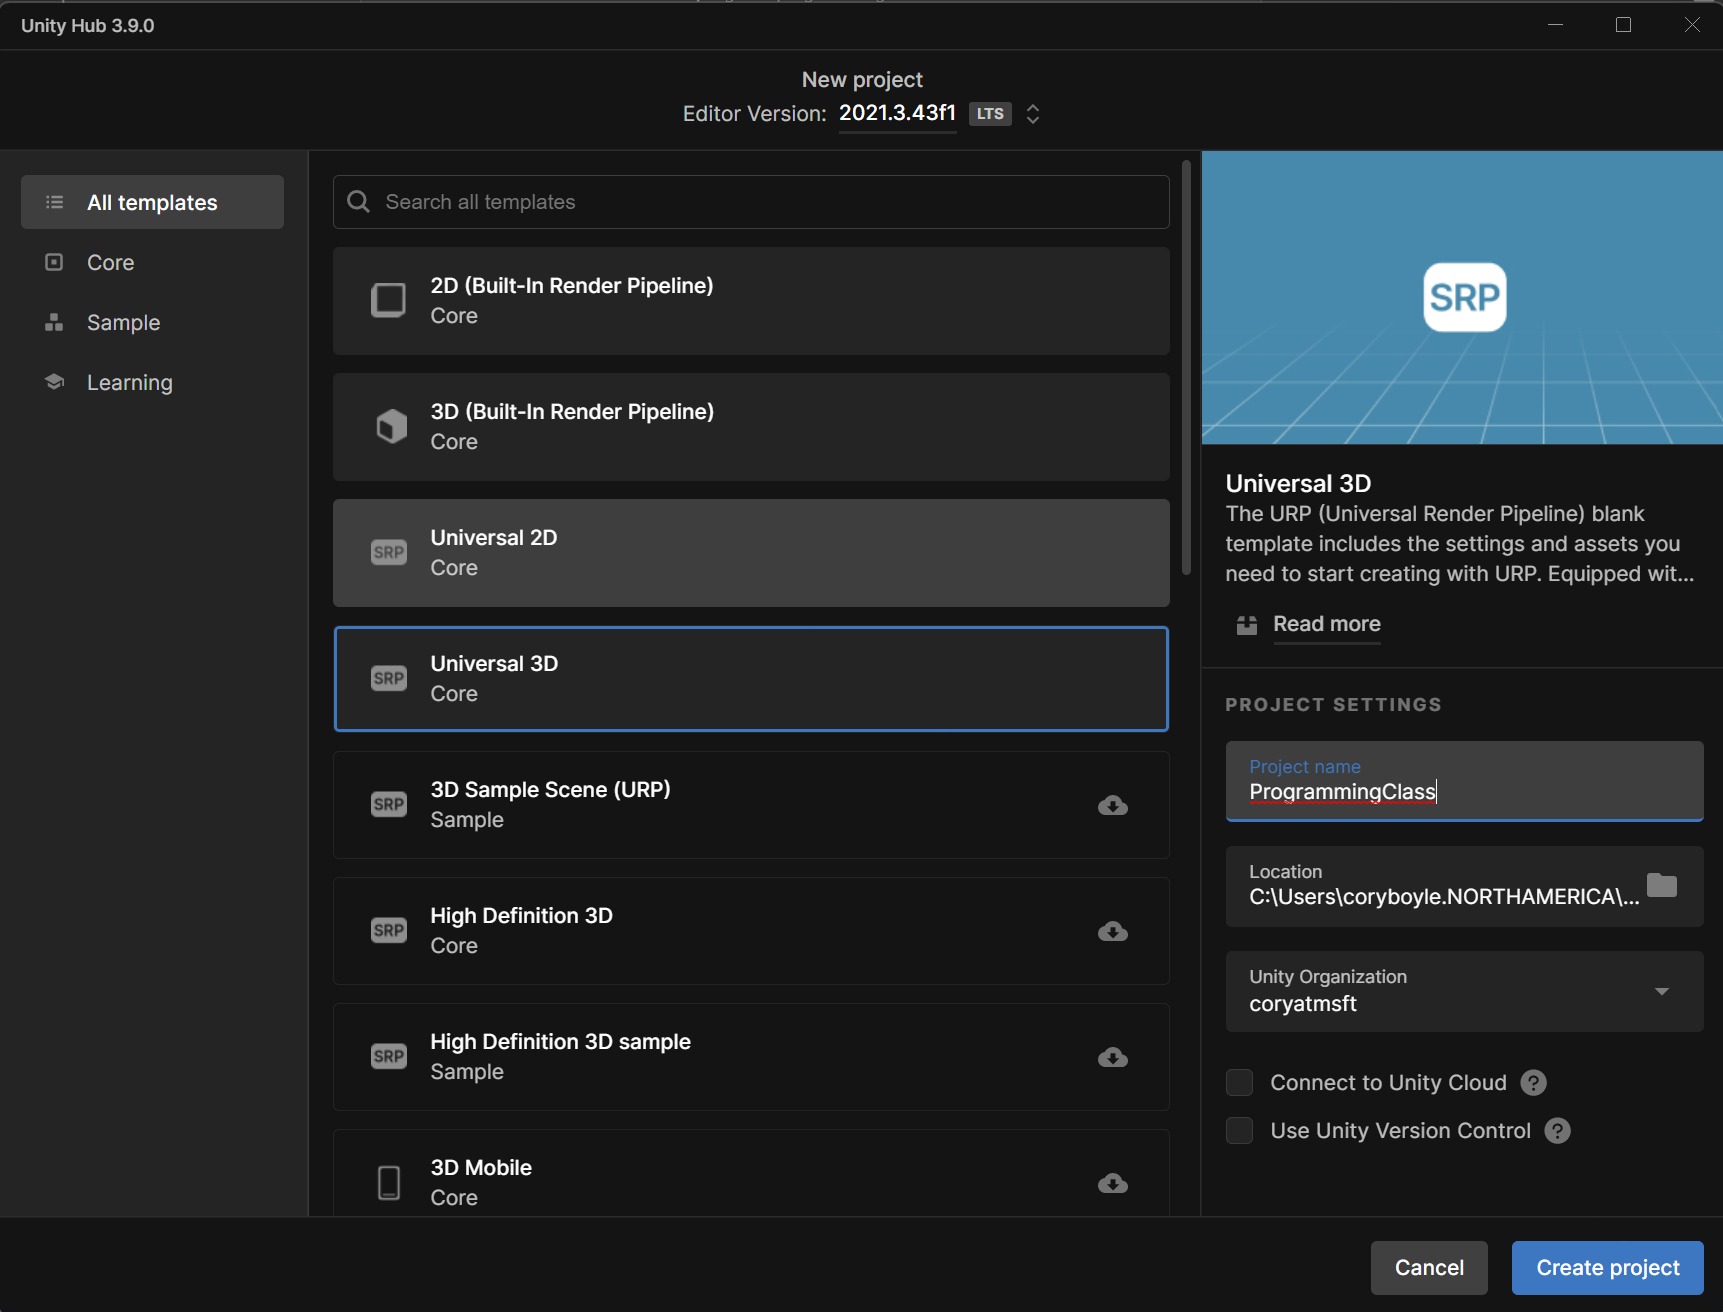 Unity Hub 3.9.0
New project
Editor Version: 2021.3.43f1 LTS
All templates
Core
Sample
Learning
Search all templates
2D (Built-In Render Pipeline)
Core
3D (Built-In Render Pipeline)
Core
SRP
Universal 2D
Core
SRP
Universal 3D
Core
SRP
3D Sample Scene (URP)
Sample
SRP
High Definition 3D
Core
SRP
High Definition 3D sample
Sample
3D Mobile
Core
SRP
Universal 3D
The URP (Universal Render Pipeline) blank
template includes the settings and assets you
need to start creating with URP. Equipped wit...
Read more
PROJECT SETTINGS
Project name
ProgrammingClass
Location
C:\Users\coryboyle.NORTHAMERICA\...
Unity Organization
coryatmsft
Connect to Unity Cloud ?
Use Unity Version Control ?
Cancel
Create project